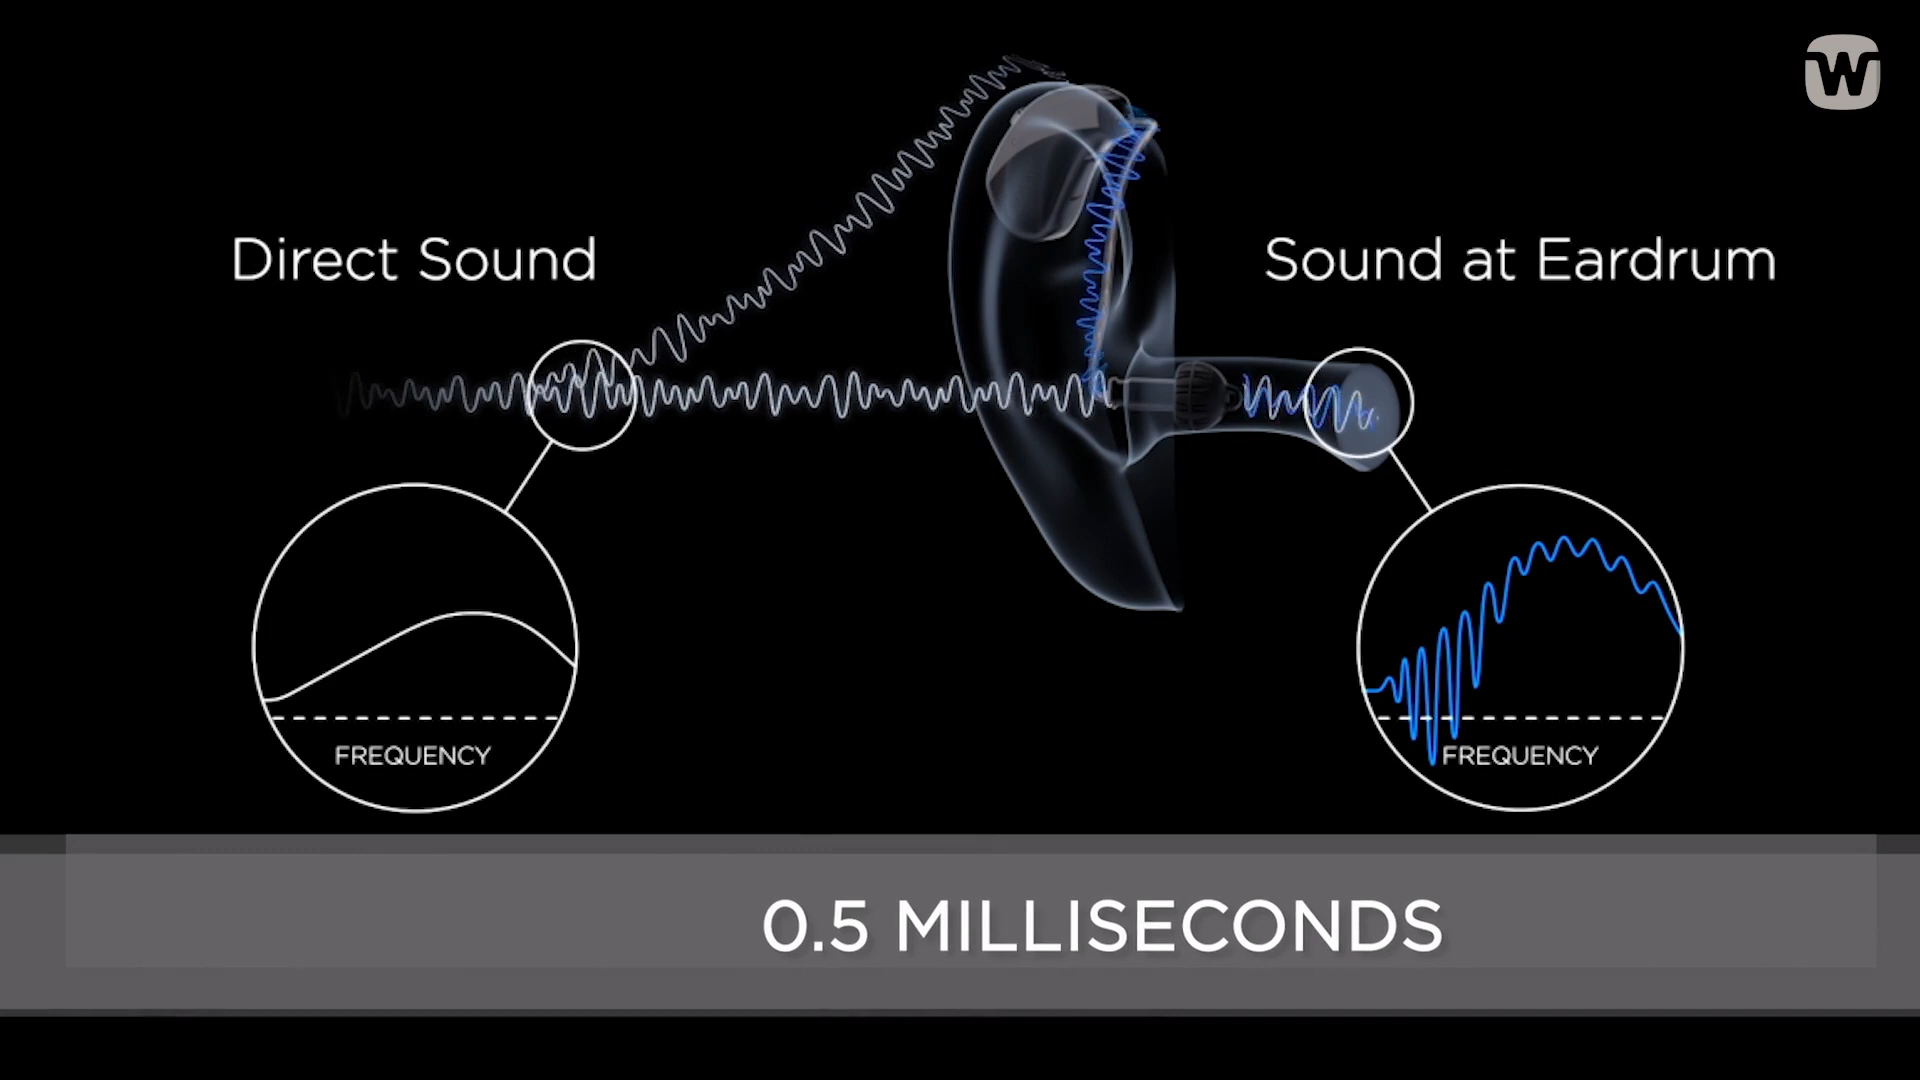 W
Direct Sound
Sound at Eardrum
FREQUENCY
FREQUENCY
0.5 MILLISECONDS